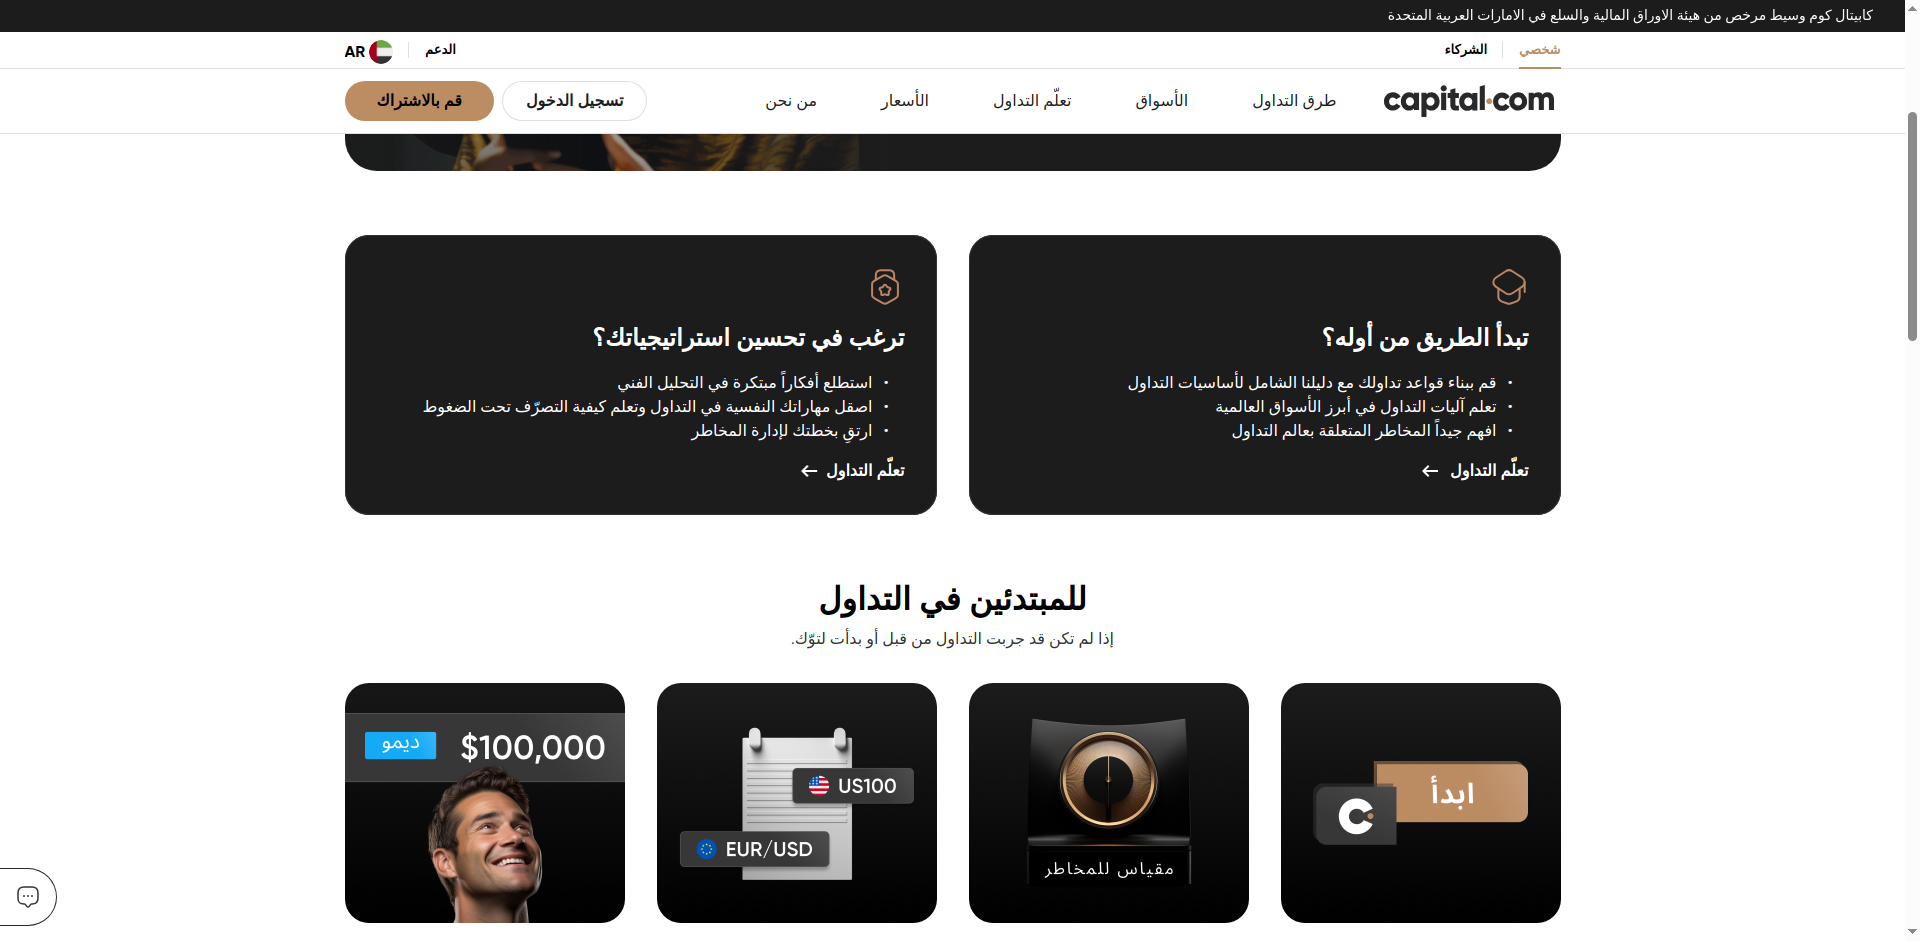 كابيتال كوم وسيط مرخص من هيئة الاوراق المالية والسلع في الامارات العربية المتحدة
شخصي
الشركاء
الدعم
AR
capital.com
طرق التداول
الأسواق
تعلّم التداول
الأسعار
من نحن
تسجيل الدخول
قم بالاشتراك
تبدأ الطريق من أوله؟
• قم ببناء قواعد تداولك مع دليلنا الشامل لأساسيات التداول
• تعلم آليات التداول في أبرز الأسواق العالمية
• افهم جيداً المخاطر المتعلقة بعالم التداول
تعلّم التداول ←
ترغب في تحسين استراتيجياتك؟
• استطلع أفكاراً مبتكرة في التحليل الفني
• اصقل مهاراتك النفسية في التداول وتعلم كيفية التصرّف تحت الضغوط
• ارتقِ بخطتك لإدارة المخاطر
تعلّم التداول ←
للمبتدئين في التداول
إذا لم تكن قد جربت التداول من قبل أو بدأت لتوّك.
ابدأ
مقياس للمخاطر
US100
EUR/USD
$100,000
ديمو